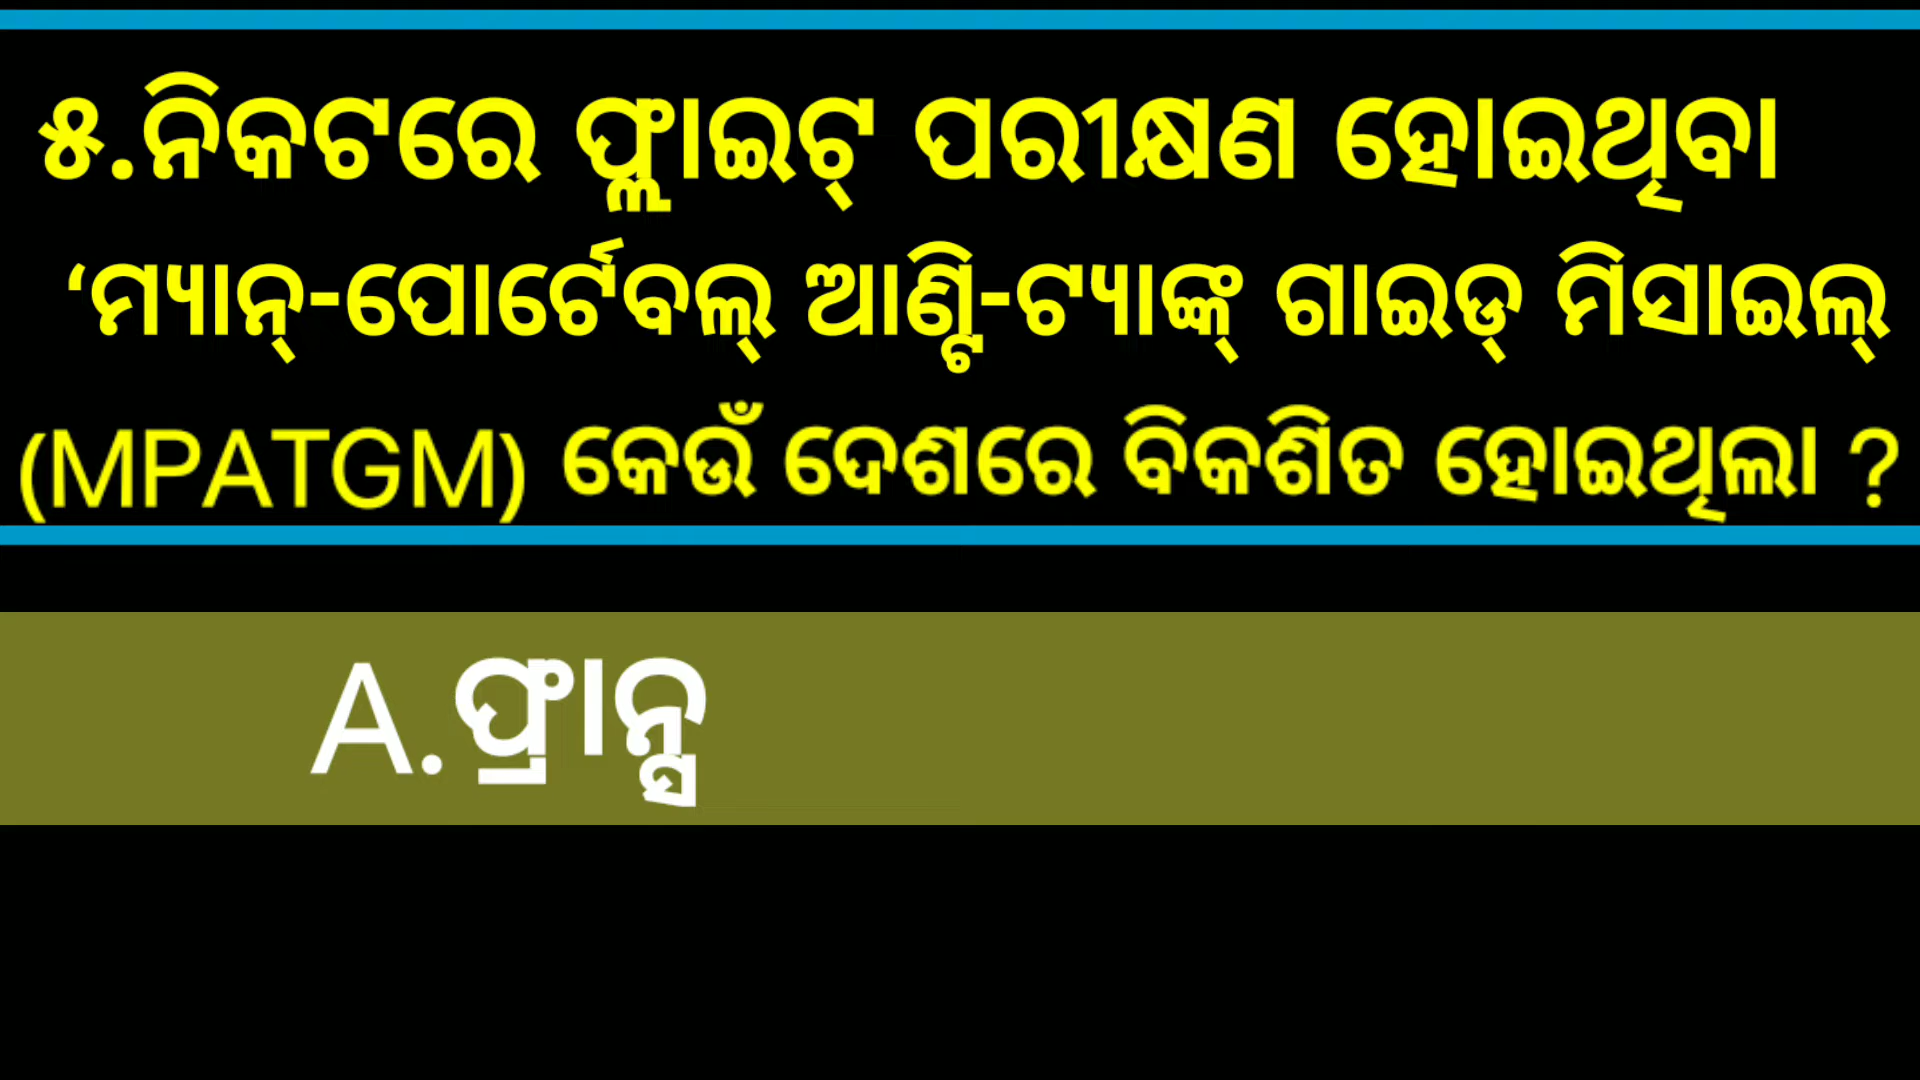 ୫.ନିକଟରେ ଫ୍ଲାଇଟ୍ ପରୀକ୍ଷଣ ହୋଇଥିବା
‘ମ୍ୟାନ୍-ପୋର୍ଟେବଲ୍ ଆଣ୍ଟି-ଟ୍ୟାଙ୍କ୍ ଗାଇଡ୍ ମିସାଇଲ୍
(MPATGM) କେଉଁ ଦେଶରେ ବିକଶିତ ହୋଇଥିଲା ?
A.ଫ୍ରାନ୍ସ